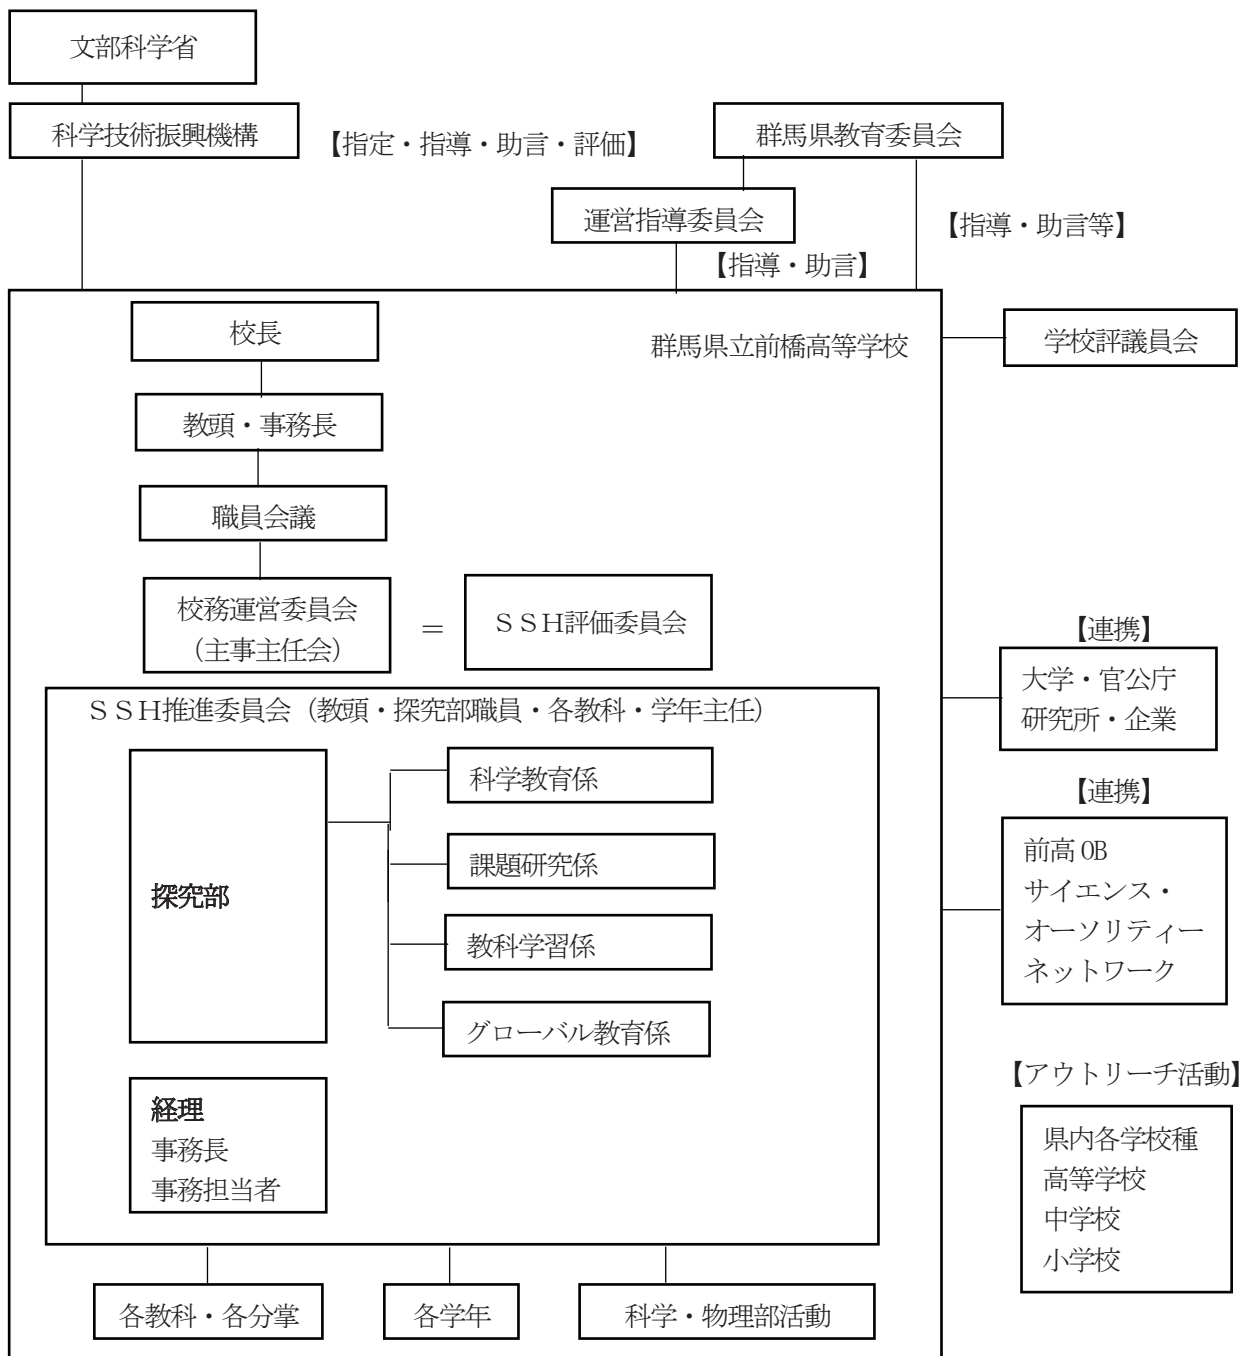 文部科学省
科学技術振興機構
【指定・指導・助言・評価】
群馬県教育委員会
運営指導委員会
【指導・助言等】
【指導・助言】
校長
群馬県立前橋高等学校
学校評議員会
教頭・事務長
職員会議
校務運営委員会
(主事主任会)
=
ＳＳＨ評価委員会
【連携】
大学・官公庁
研究所・企業
ＳＳＨ推進委員会（教頭・探究部職員・各教科・学年主任）
探究部
科学教育係
課題研究係
教科学習係
グローバル教育係
【連携】
前高 OB
サイエンス・
オーソリティー
ネットワーク
経理
事務長
事務担当者
【アウトリーチ活動】
県内各学校種
高等学校
中学校
小学校
各教科・各分掌
各学年
科学・物理部活動